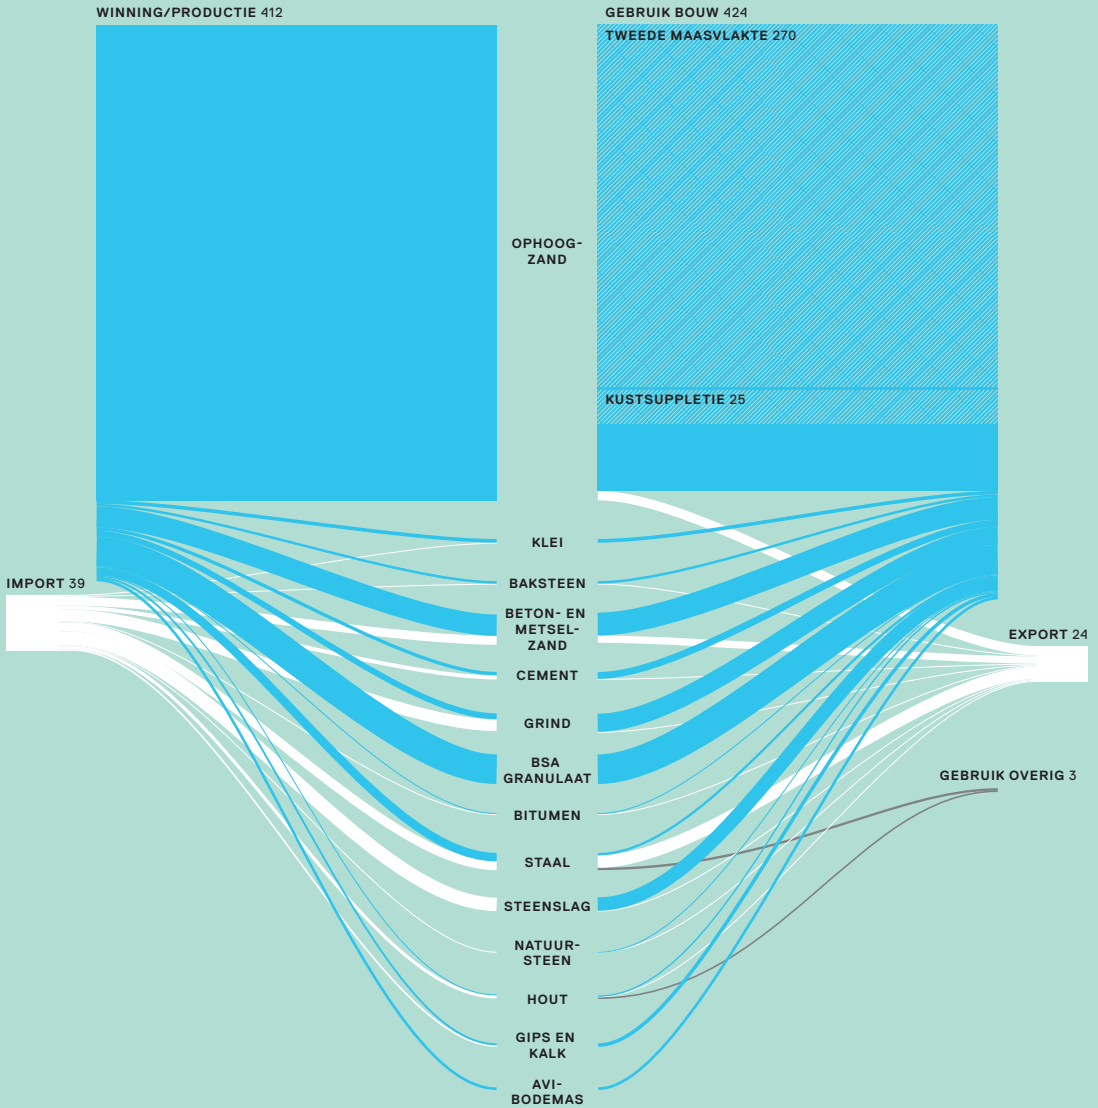 WINNING/PRODUCTIE 412
GEBRUIK BOUW 424
TWEEDE MAASVLAKTE 270
OPHOOG-
ZAND
KUSTSUPPLETIE 25
KLEI
IMPORT 39
BAKSTEEN
BETON- EN
METSEL-
ZAND
EXPORT 24
CEMENT
GRIND
BSA
GRANULAAT
GEBRUIK OVERIG 3
BITUMEN
STAAL
STEENSLAG
NATUUR-
STEEN
HOUT
GIPS EN
KALK
AVI-
BODEMAS